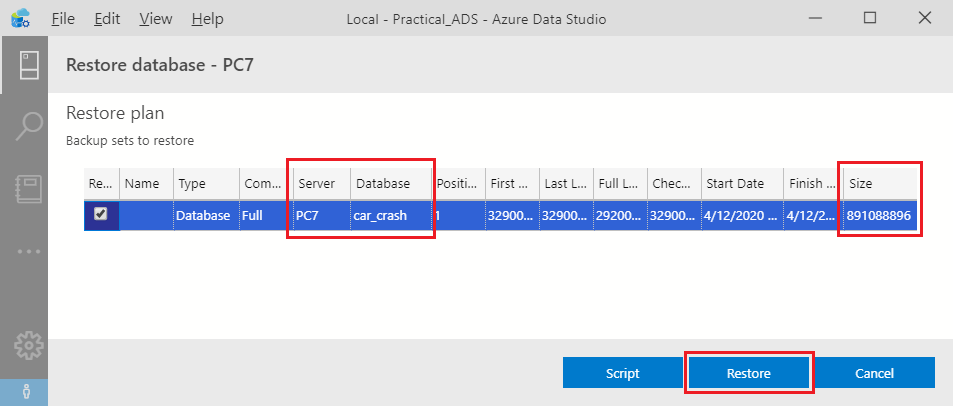 File Edit View Help Local - Practical_ADS - Azure Data Studio
Restore database - PC7
Restore plan
Backup sets to restore
Re... Name Type Com... Server Database Positi... First ... Last L... Full L... Chec... Start Date Finish ... Size
Database Full PC7 car_crash 1 32900... 32900... 29200... 32900... 4/12/2020 ... 4/12/2... 891088896
Script Restore Cancel